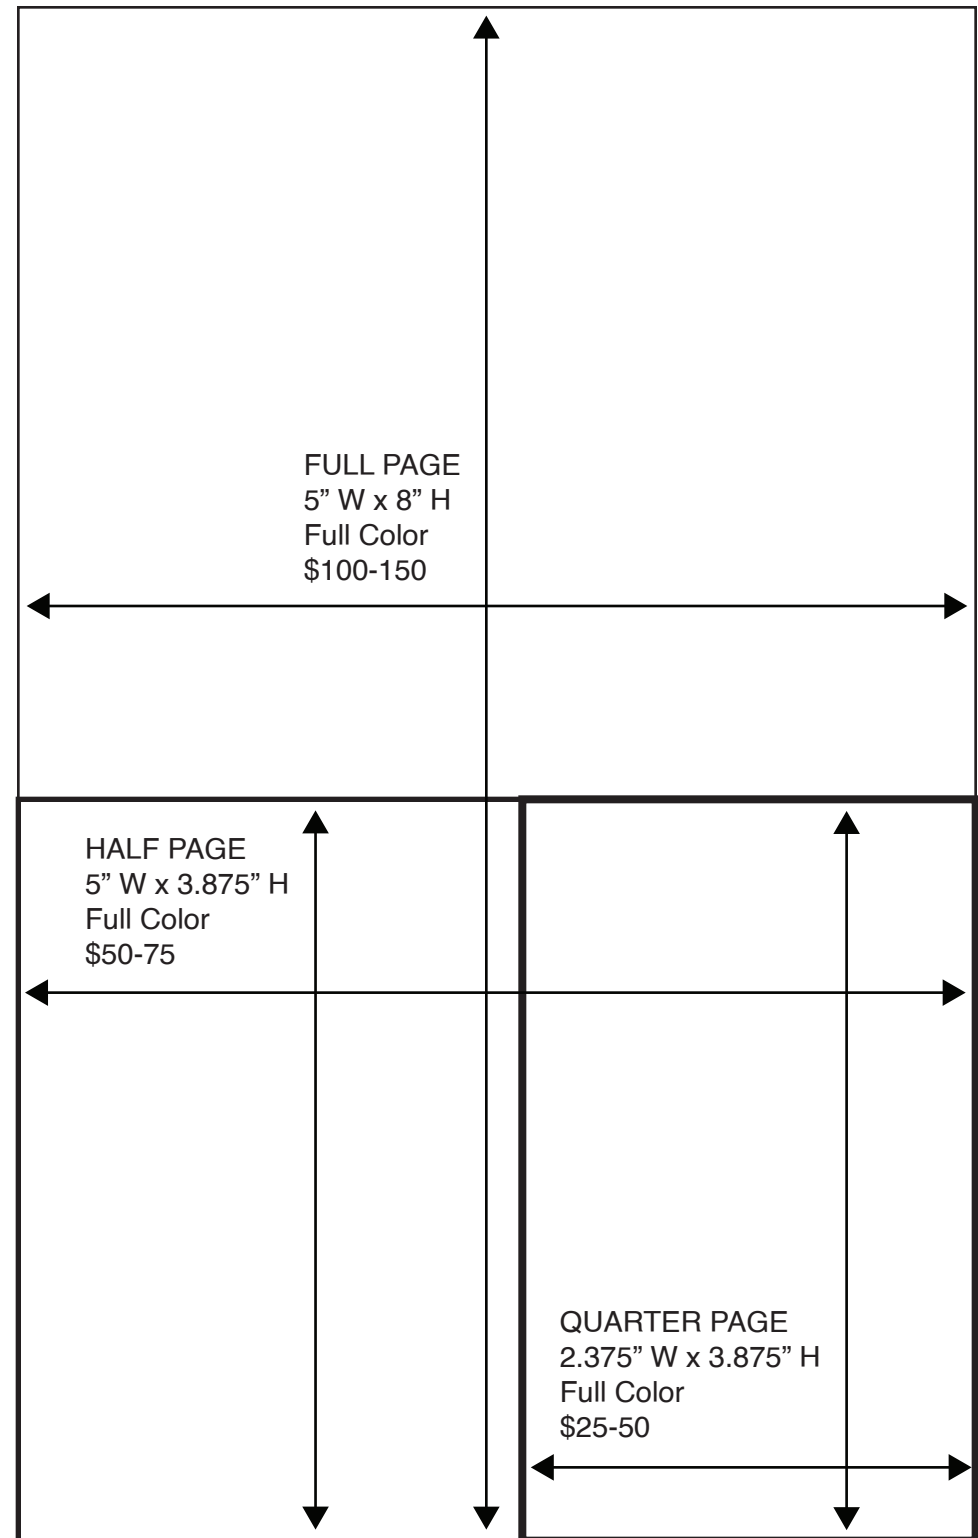 FULL PAGE
5” W x 8” H
Full Color
$100-150
HALF PAGE
5” W x 3.875” H
Full Color
$50-75
QUARTER PAGE
2.375” W x 3.875” H
Full Color
$25-50